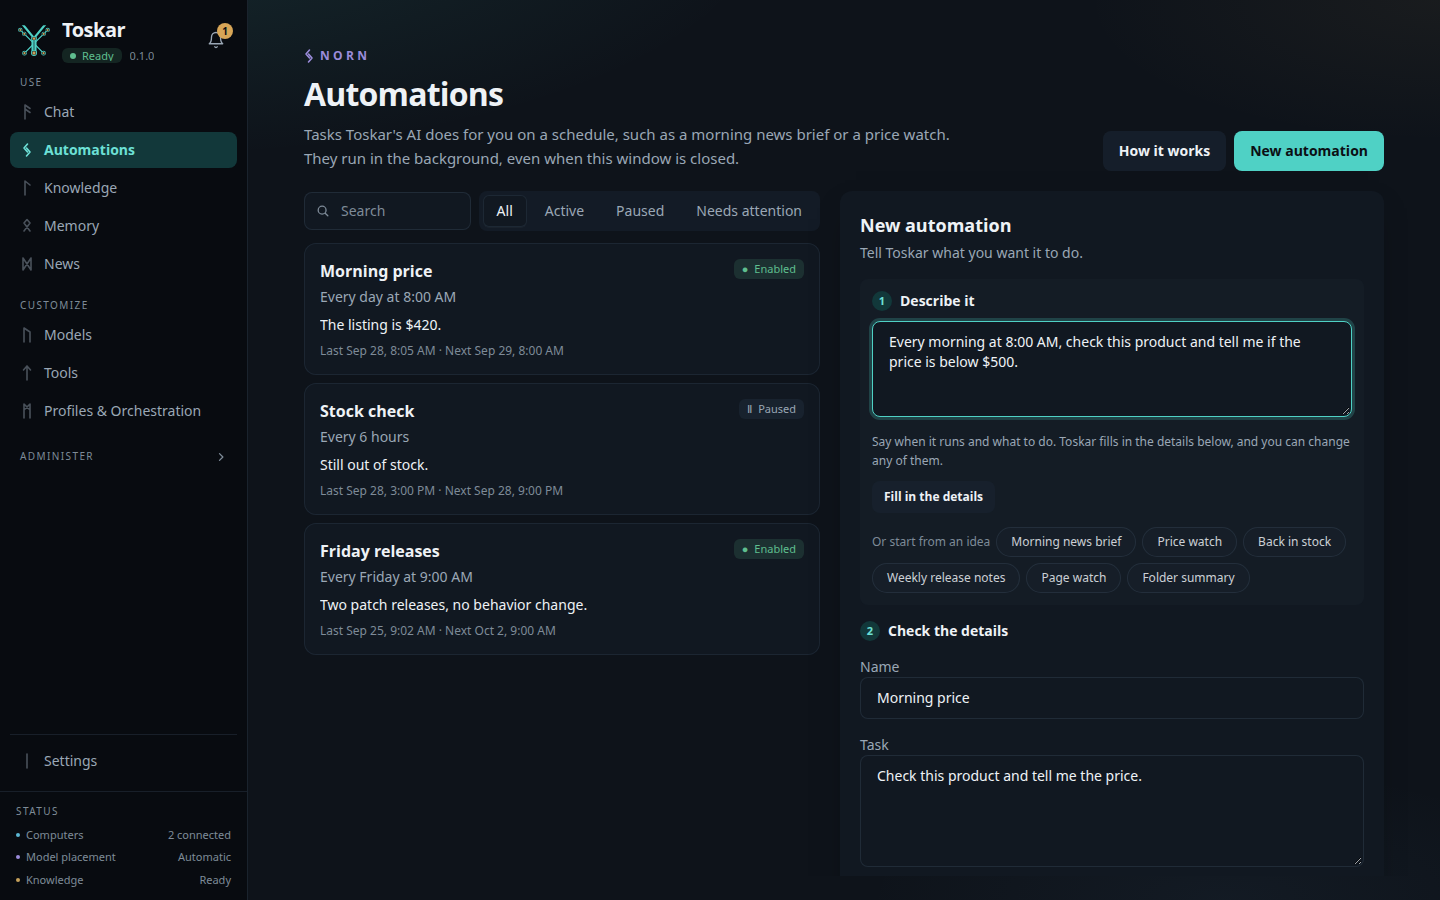 Toskar
Ready 0.1.0
1
USE
Chat
Automations
Knowledge
Memory
News
CUSTOMIZE
Models
Tools
Profiles & Orchestration
ADMINISTER
Settings
STATUS
Computers 2 connected
Model placement Automatic
Knowledge Ready
NORN
Automations
Tasks Toskar's AI does for you on a schedule, such as a morning news brief or a price watch.
They run in the background, even when this window is closed.
How it works
New automation
Search
All Active Paused Needs attention
Morning price
Enabled
Every day at 8:00 AM
The listing is $420.
Last Sep 28, 8:05 AM · Next Sep 29, 8:00 AM
Stock check
Paused
Every 6 hours
Still out of stock.
Last Sep 28, 3:00 PM · Next Sep 28, 9:00 PM
Friday releases
Enabled
Every Friday at 9:00 AM
Two patch releases, no behavior change.
Last Sep 25, 9:02 AM · Next Oct 2, 9:00 AM
New automation
Tell Toskar what you want it to do.
1 Describe it
Every morning at 8:00 AM, check this product and tell me if the
price is below $500.
Say when it runs and what to do. Toskar fills in the details below, and you can change
any of them.
Fill in the details
Or start from an idea Morning news brief Price watch Back in stock
Weekly release notes Page watch Folder summary
2 Check the details
Name
Morning price
Task
Check this product and tell me the price.